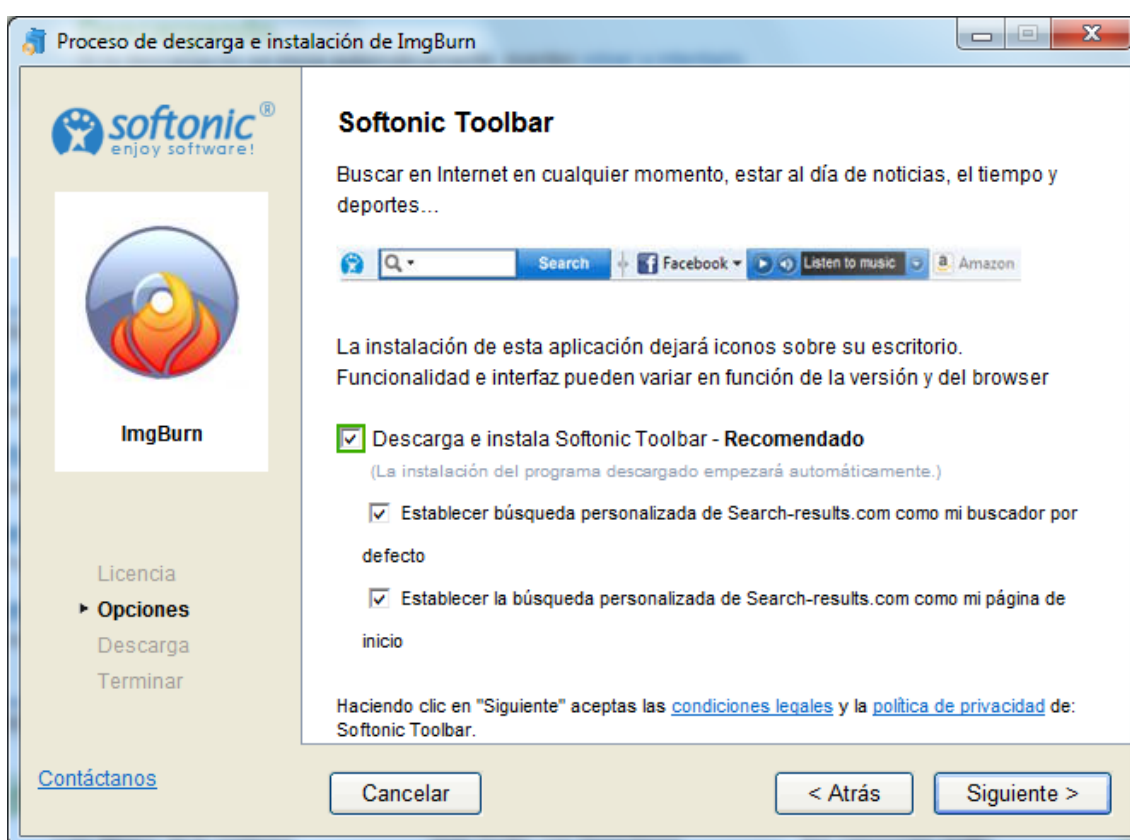 Proceso de descarga e instalación de ImgBurn
softonic®
enjoy software!
ImgBurn
Licencia
Opciones
Descarga
Terminar
Softonic Toolbar
Buscar en Internet en cualquier momento, estar al día de noticias, el tiempo y
deportes...
Search
Facebook
Listen to music
a Amazon
La instalación de esta aplicación dejará iconos sobre su escritorio.
Funcionalidad e interfaz pueden variar en función de la versión y del browser
Descarga e instala Softonic Toolbar - Recomendado
(La instalación del programa descargado empezará automáticamente.)
Establecer búsqueda personalizada de Search-results.com como mi buscador por
defecto
Establecer la búsqueda personalizada de Search-results.com como mi página de
inicio
Haciendo clic en "Siguiente" aceptas las condiciones legales y la política de privacidad de:
Softonic Toolbar.
Contáctanos
Cancelar
< Atrás
Siguiente >